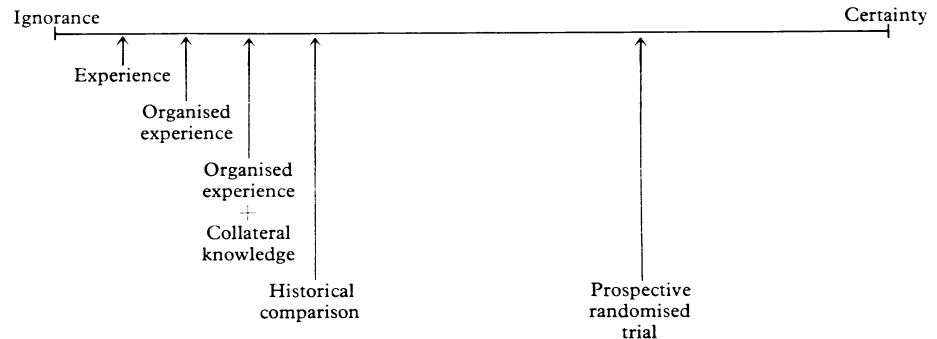 Ignorance
Certainty
Experience
Organised
experience
Organised
experience
+
Collateral
knowledge
Historical
comparison
Prospective
randomised
trial